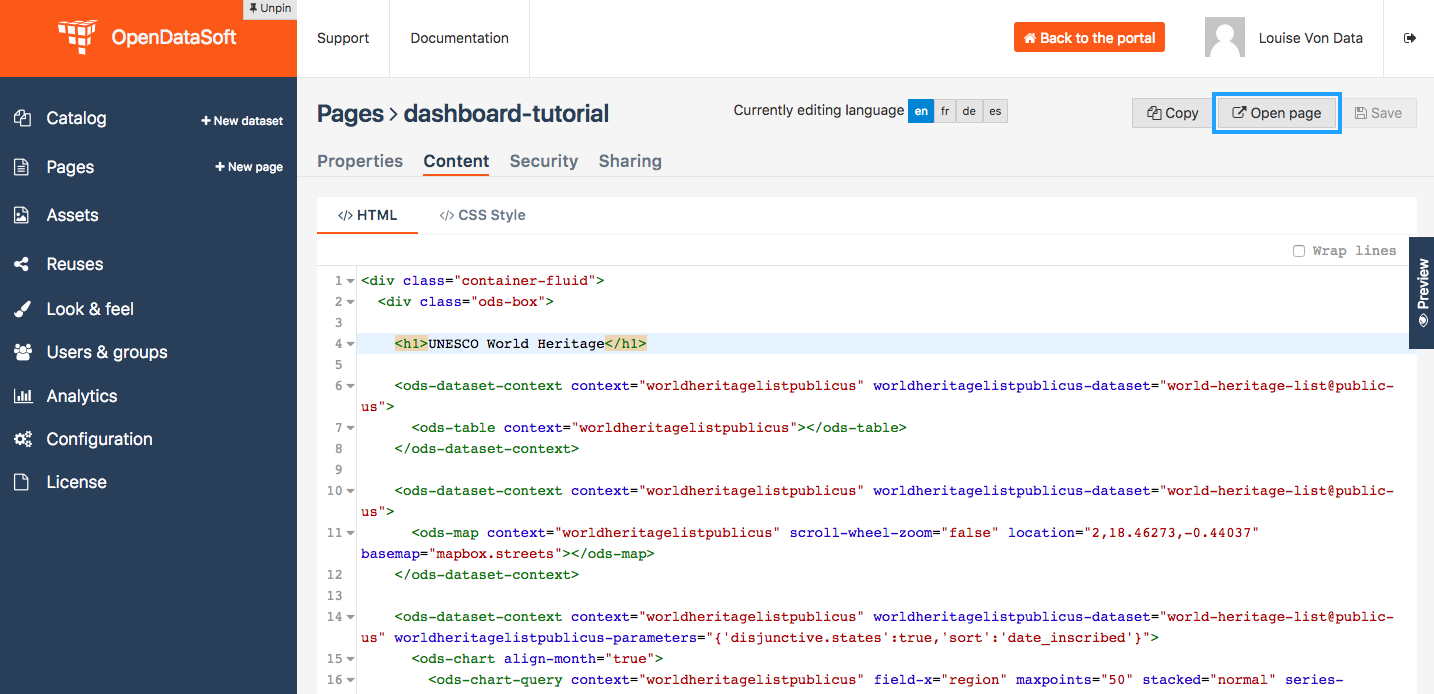 Unpin
OpenDataSoft
Support
Documentation
Back to the portal
Louise Von Data
Catalog
+ New dataset
Pages
+ New page
Assets
Reuses
Look & feel
Users & groups
Analytics
Configuration
License
Pages > dashboard-tutorial
Currently editing language en fr de es
Copy
Open page
Save
Properties Content Security Sharing
</> HTML </> CSS Style
Wrap lines
Preview
1 <div class="container-fluid">
2 <div class="ods-box">
3
4 <h1>UNESCO World Heritage</h1>
5
6 <ods-dataset-context context="worldheritagelistpublicus" worldheritagelistpublicus-dataset="world-heritage-list@public-
us">
7 <ods-table context="worldheritagelistpublicus"></ods-table>
8 </ods-dataset-context>
9
10 <ods-dataset-context context="worldheritagelistpublicus" worldheritagelistpublicus-dataset="world-heritage-list@public-
us">
11 <ods-map context="worldheritagelistpublicus" scroll-wheel-zoom="false" location="2,18.46273,-0.44037"
basemap="mapbox.streets"></ods-map>
12 </ods-dataset-context>
13
14 <ods-dataset-context context="worldheritagelistpublicus" worldheritagelistpublicus-dataset="world-heritage-list@public-
us" worldheritagelistpublicus-parameters="{'disjunctive.states':true,'sort':'date_inscribed'}">
15 <ods-chart align-month="true">
16 <ods-chart-query context="worldheritagelistpublicus" field-x="region" maxpoints="50" stacked="normal" series-